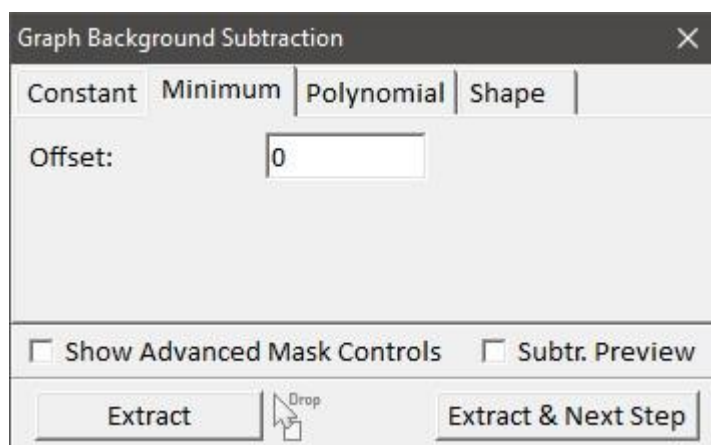 Graph Background Subtraction
Constant Minimum Polynomial Shape
Offset: 0
Show Advanced Mask Controls Subtr. Preview
Extract Drop Extract & Next Step